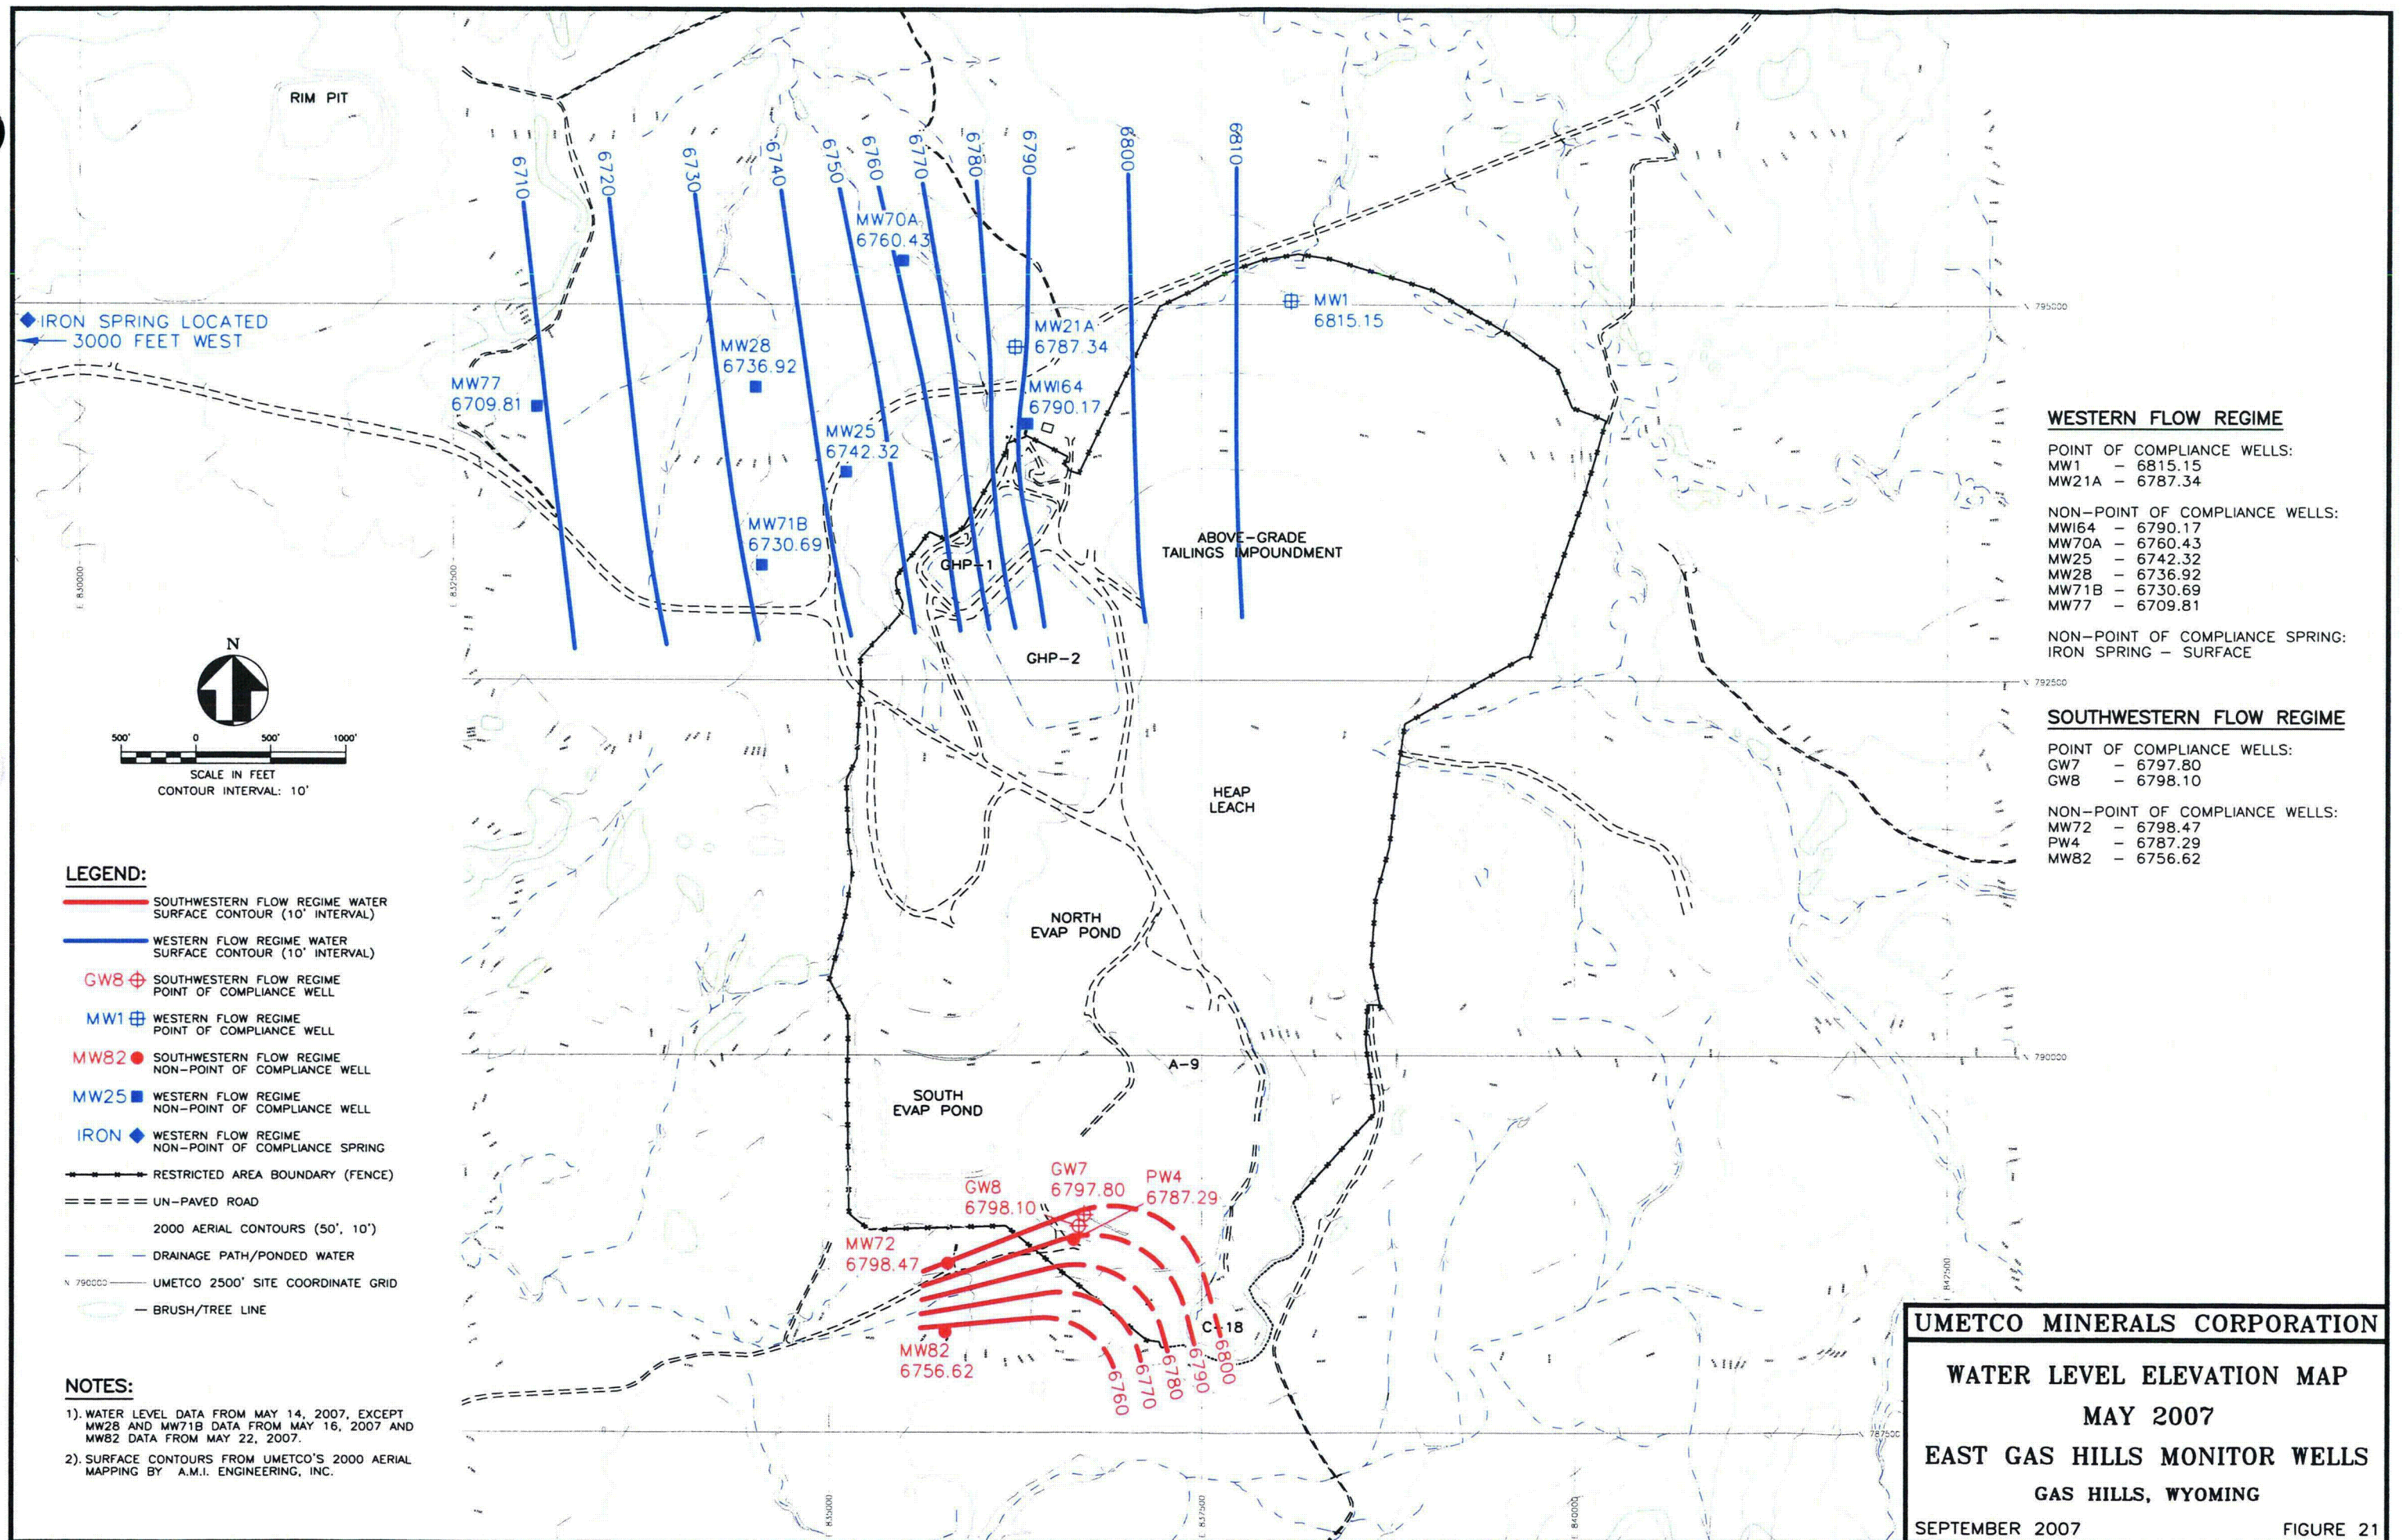 RIM PIT
6710
6720
6730
6740
6750
6760
6770
6780
6790
6800
6810
MW70A
6760.43
IRON SPRING LOCATED
3000 FEET WEST
MW1
6815.15
N 795000
MW21A
6787.34
MW28
6736.92
MW77
6709.81
MWI64
6790.17
MW25
6742.32
MW71B
6730.69
ABOVE-GRADE
TAILINGS IMPOUNDMENT
GHP-1
GHP-2
E 830000
E 832500
N 792500
WESTERN FLOW REGIME
POINT OF COMPLIANCE WELLS:
MW1 - 6815.15
MW21A - 6787.34
NON-POINT OF COMPLIANCE WELLS:
MWI64 - 6790.17
MW70A - 6760.43
MW25 - 6742.32
MW28 - 6736.92
MW71B - 6730.69
MW77 - 6709.81
NON-POINT OF COMPLIANCE SPRING:
IRON SPRING - SURFACE
SOUTHWESTERN FLOW REGIME
POINT OF COMPLIANCE WELLS:
GW7 - 6797.80
GW8 - 6798.10
NON-POINT OF COMPLIANCE WELLS:
MW72 - 6798.47
PW4 - 6787.29
MW82 - 6756.62
N
500' 0 500' 1000'
SCALE IN FEET
CONTOUR INTERVAL: 10'
HEAP
LEACH
NORTH
EVAP POND
A-9
SOUTH
EVAP POND
N 790000
LEGEND:
SOUTHWESTERN FLOW REGIME WATER
SURFACE CONTOUR (10' INTERVAL)
WESTERN FLOW REGIME WATER
SURFACE CONTOUR (10' INTERVAL)
GW8 SOUTHWESTERN FLOW REGIME
POINT OF COMPLIANCE WELL
MW1 WESTERN FLOW REGIME
POINT OF COMPLIANCE WELL
MW82 SOUTHWESTERN FLOW REGIME
NON-POINT OF COMPLIANCE WELL
MW25 WESTERN FLOW REGIME
NON-POINT OF COMPLIANCE WELL
IRON WESTERN FLOW REGIME
NON-POINT OF COMPLIANCE SPRING
RESTRICTED AREA BOUNDARY (FENCE)
UN-PAVED ROAD
2000 AERIAL CONTOURS (50', 10')
DRAINAGE PATH/PONDED WATER
N 790000 UMETCO 2500' SITE COORDINATE GRID
BRUSH/TREE LINE
NOTES:
1). WATER LEVEL DATA FROM MAY 14, 2007, EXCEPT
MW28 AND MW71B DATA FROM MAY 16, 2007 AND
MW82 DATA FROM MAY 22, 2007.
2). SURFACE CONTOURS FROM UMETCO'S 2000 AERIAL
MAPPING BY A.M.I. ENGINEERING, INC.
GW7
6797.80
GW8
6798.10
PW4
6787.29
MW72
6798.47
MW82
6756.62
C-18
6760
6770
6780
6790
6800
E 835000
E 837500
E 840000
842500
N 787500
UMETCO MINERALS CORPORATION
WATER LEVEL ELEVATION MAP
MAY 2007
EAST GAS HILLS MONITOR WELLS
GAS HILLS, WYOMING
SEPTEMBER 2007 FIGURE 21